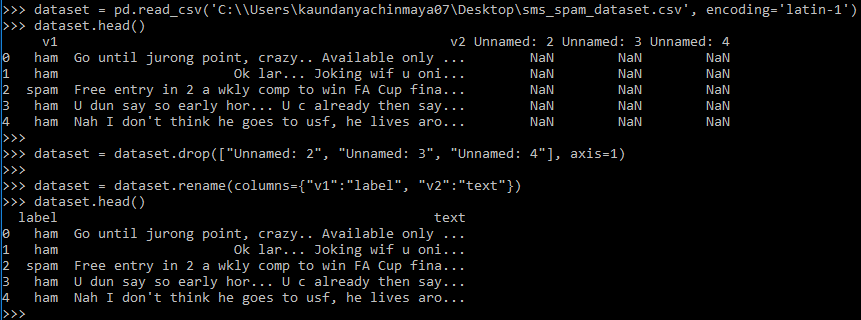 >>> dataset = pd.read_csv('C:\\Users\kaundanyachinmaya07\Desktop\sms_spam_dataset.csv', encoding='latin-1')
>>> dataset.head()
     v1                                                 v2 Unnamed: 2 Unnamed: 3 Unnamed: 4
0   ham  Go until jurong point, crazy.. Available only ...        NaN        NaN        NaN
1   ham                      Ok lar... Joking wif u oni...        NaN        NaN        NaN
2  spam  Free entry in 2 a wkly comp to win FA Cup fina...        NaN        NaN        NaN
3   ham  U dun say so early hor... U c already then say...        NaN        NaN        NaN
4   ham  Nah I don't think he goes to usf, he lives aro...        NaN        NaN        NaN
>>>
>>> dataset = dataset.drop(["Unnamed: 2", "Unnamed: 3", "Unnamed: 4"], axis=1)
>>>
>>> dataset = dataset.rename(columns={"v1":"label", "v2":"text"})
>>> dataset.head()
  label                                               text
0   ham  Go until jurong point, crazy.. Available only ...
1   ham                      Ok lar... Joking wif u oni...
2  spam  Free entry in 2 a wkly comp to win FA Cup fina...
3   ham  U dun say so early hor... U c already then say...
4   ham  Nah I don't think he goes to usf, he lives aro...
>>>